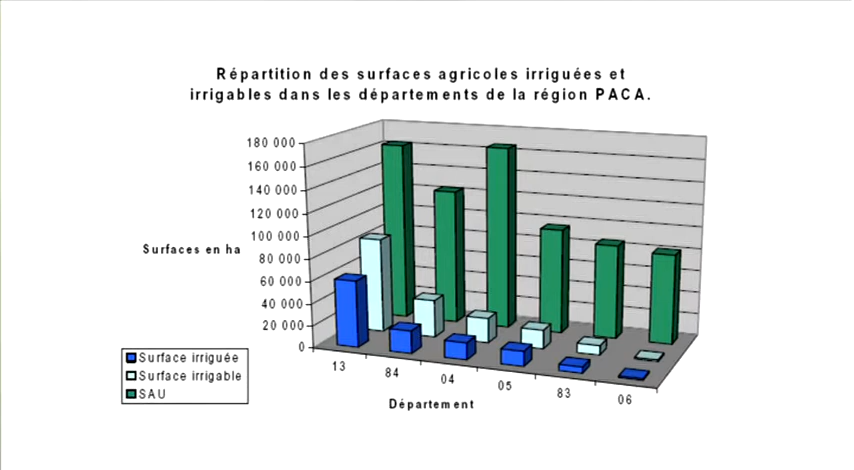 Répartition des surfaces agricoles irriguées et
irrigables dans les départements de la région PACA.
180 000
160 000
140 000
120 000
100 000
80 000
60 000
40 000
20 000
0
Surfaces en ha
13
84
04
05
83
06
Département
Surface irriguée
Surface irrigable
SAU